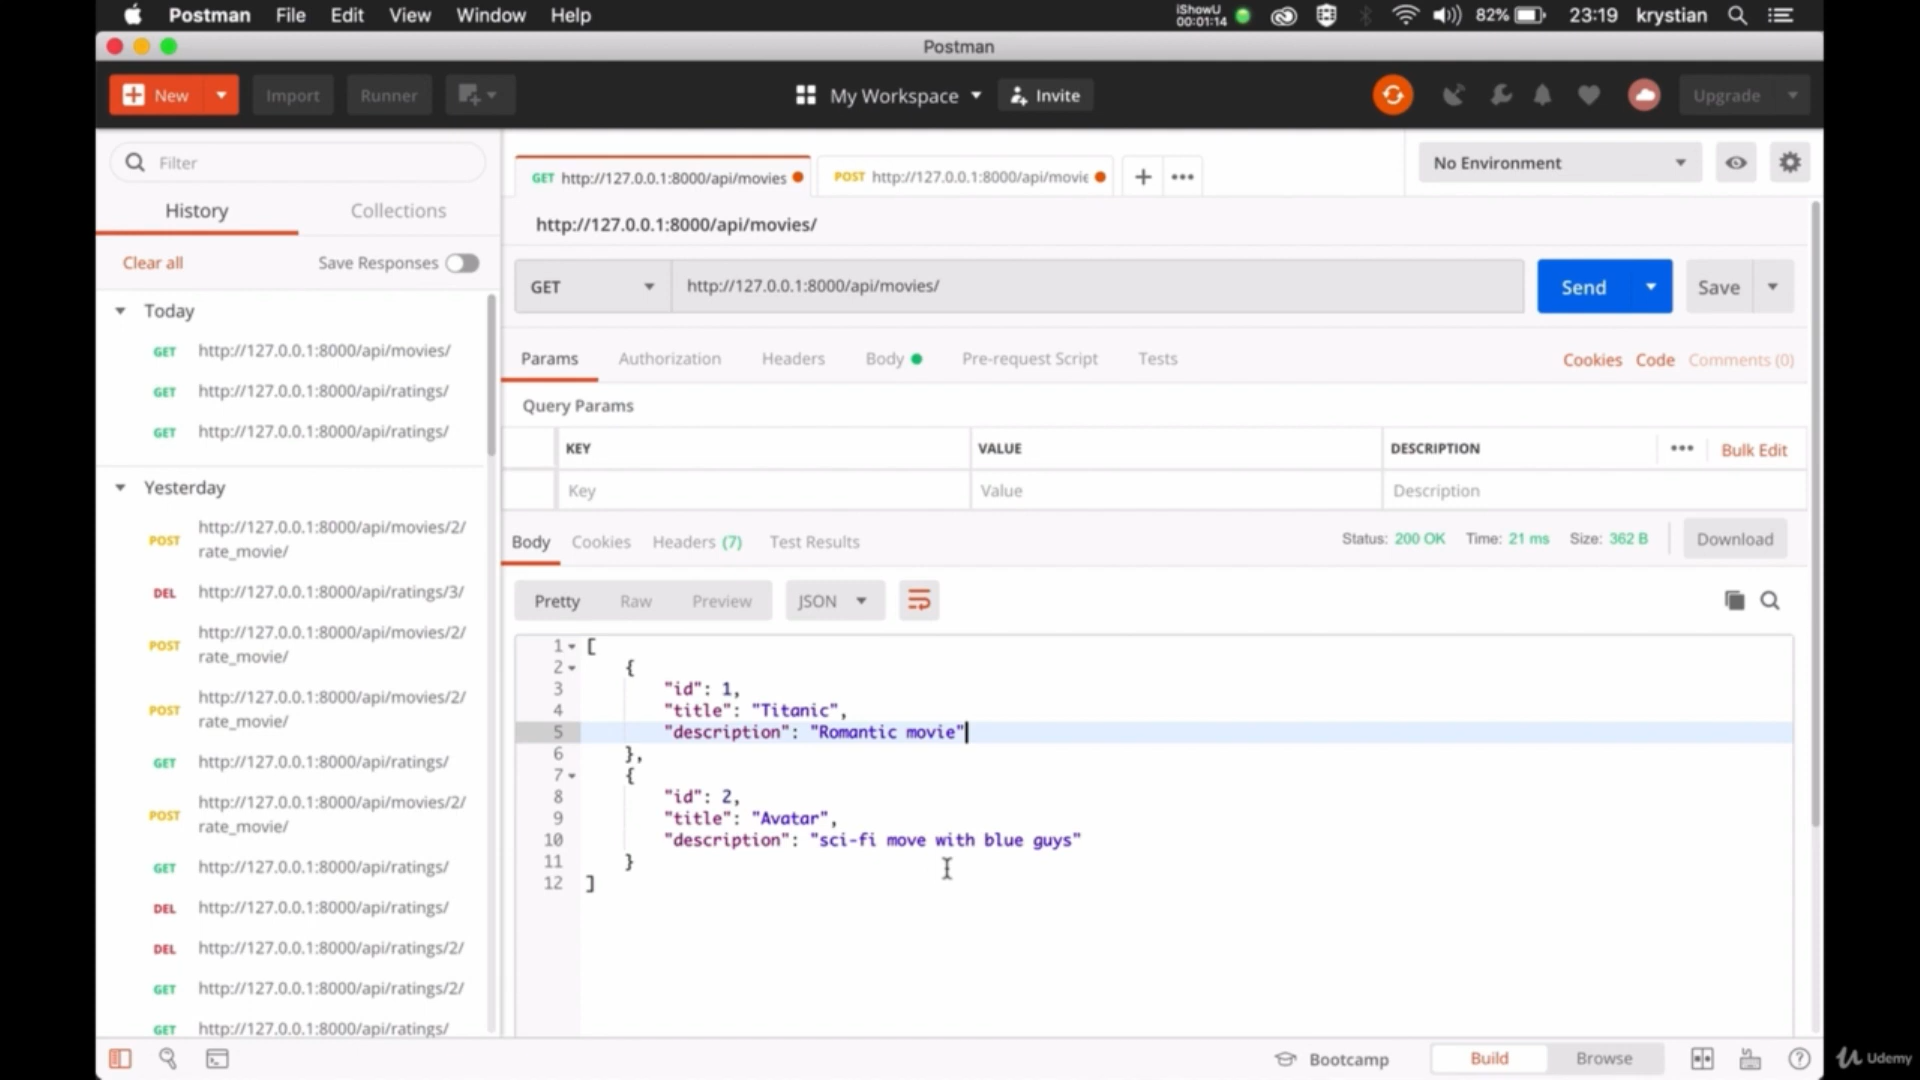 Postman File Edit View Window Help
iShowU
00:01:14
82% 23:19 krystian
Postman
New Import Runner My Workspace Invite Upgrade
Filter
History Collections
Clear all Save Responses
Today
GET http://127.0.0.1:8000/api/movies/
GET http://127.0.0.1:8000/api/ratings/
GET http://127.0.0.1:8000/api/ratings/
Yesterday
POST http://127.0.0.1:8000/api/movies/2/
rate_movie/
DEL http://127.0.0.1:8000/api/ratings/3/
POST http://127.0.0.1:8000/api/movies/2/
rate_movie/
POST http://127.0.0.1:8000/api/movies/2/
rate_movie/
GET http://127.0.0.1:8000/api/ratings/
POST http://127.0.0.1:8000/api/movies/2/
rate_movie/
GET http://127.0.0.1:8000/api/ratings/
DEL http://127.0.0.1:8000/api/ratings/
DEL http://127.0.0.1:8000/api/ratings/2/
GET http://127.0.0.1:8000/api/ratings/2/
GET http://127.0.0.1:8000/api/ratings/
GET http://127.0.0.1:8000/api/movies POST http://127.0.0.1:8000/api/movie
No Environment
http://127.0.0.1:8000/api/movies/
GET http://127.0.0.1:8000/api/movies/ Send Save
Params Authorization Headers Body Pre-request Script Tests Cookies Code Comments (0)
Query Params
KEY VALUE DESCRIPTION ••• Bulk Edit
Key Value Description
Body Cookies Headers (7) Test Results Status: 200 OK Time: 21 ms Size: 362 B Download
Pretty Raw Preview JSON
1 [
2 {
3 "id": 1,
4 "title": "Titanic",
5 "description": "Romantic movie"
6 },
7 {
8 "id": 2,
9 "title": "Avatar",
10 "description": "sci-fi move with blue guys"
11 }
12 ]
Bootcamp Build Browse
Udemy